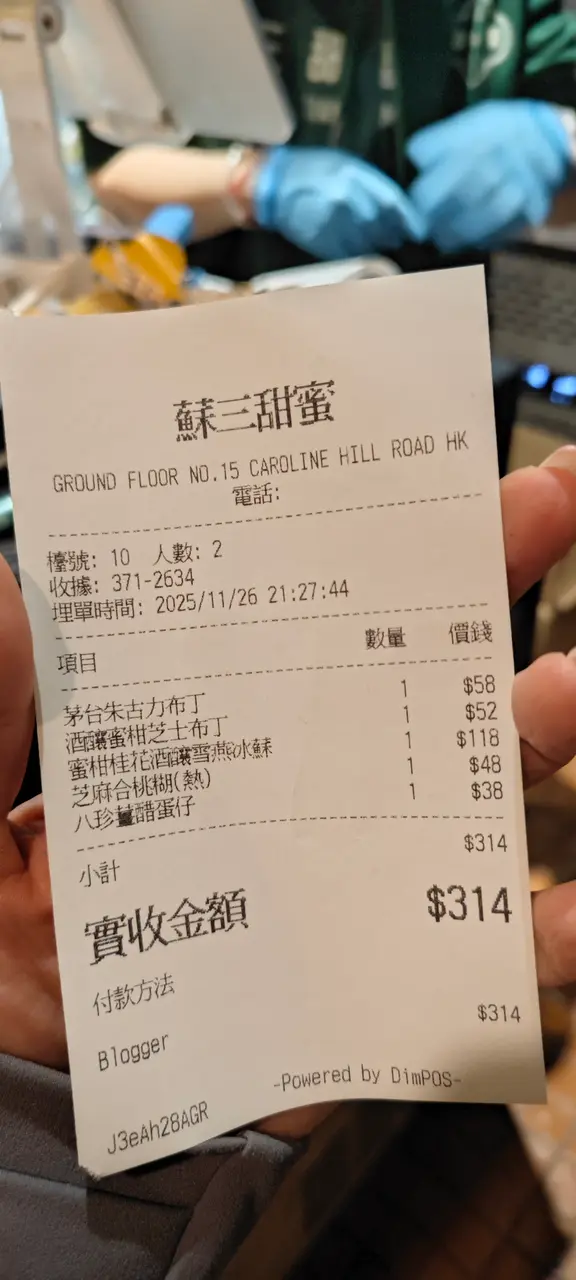 蘇三甜蜜
GROUND FLOOR NO.15 CAROLINE HILL ROAD HK
電話:
檯號: 10 人數: 2
收據: 371-2634
埋單時間: 2025/11/26 21:27:44
項目 數量 價錢
茅台朱古力布丁 1 $58
酒釀蜜柑芝士布丁 1 $52
蜜柑桂花酒釀雪燕冰蘇 1 $118
芝麻合桃糊(熱) 1 $48
八珍薑醋蛋仔 1 $38
小計 $314
實收金額 $314
付款方法
Blogger $314
-Powered by DimPOS-
J3eAh28AGR